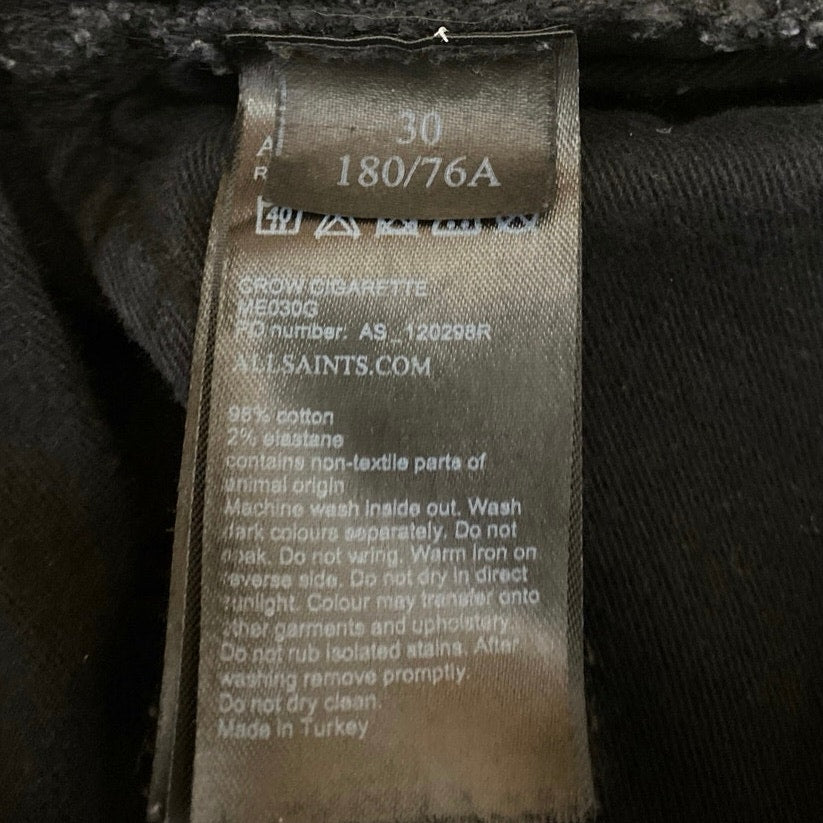 30
180/76A
A
R
40
CROW CIGARETTE
ME030G
PO number: AS_120298R
ALLSAINTS.COM
98% cotton
2% elastane
contains non-textile parts of
animal origin
Machine wash inside out. Wash
dark colours separately. Do not
soak. Do not wring. Warm iron on
reverse side. Do not dry in direct
sunlight. Colour may transfer onto
other garments and upholstery
Do not rub isolated stains. After
washing remove promptly.
Do not dry clean.
Made in Turkey